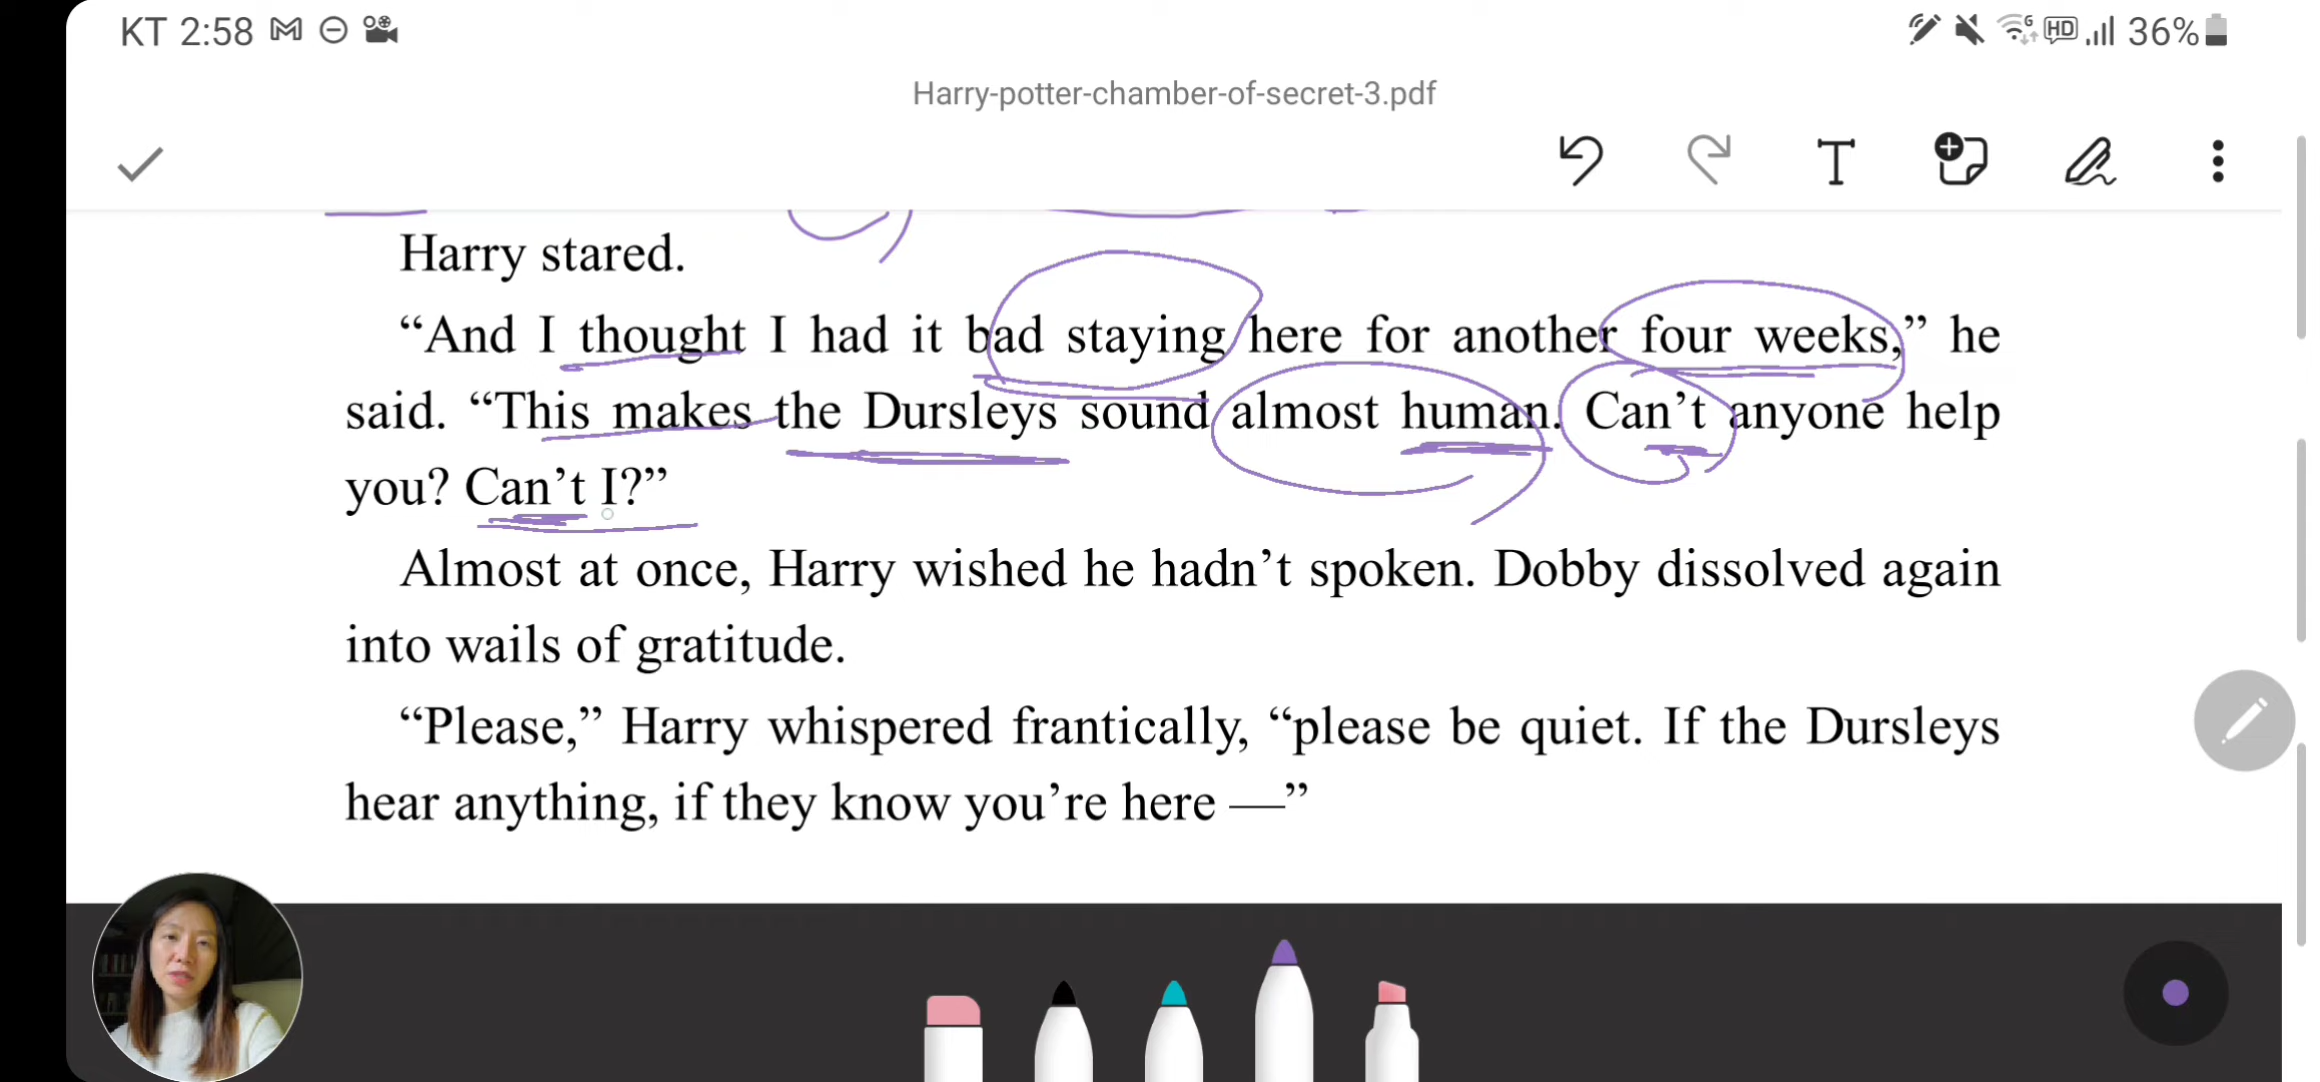 KT 2:58 HD 36%
Harry-potter-chamber-of-secret-3.pdf
Harry stared.
“And I thought I had it bad staying here for another four weeks,” he
said. “This makes the Dursleys sound almost human. Can’t anyone help
you? Can’t I?”
Almost at once, Harry wished he hadn’t spoken. Dobby dissolved again
into wails of gratitude.
“Please,” Harry whispered frantically, “please be quiet. If the Dursleys
hear anything, if they know you’re here —”